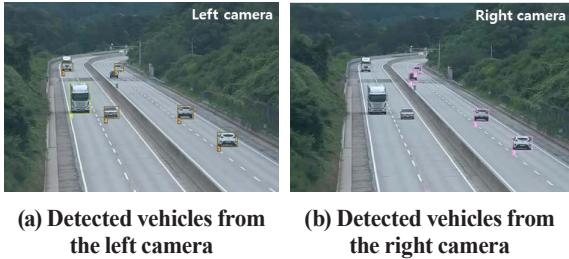 Left camera
Right camera
(a) Detected vehicles from
the left camera
(b) Detected vehicles from
the right camera